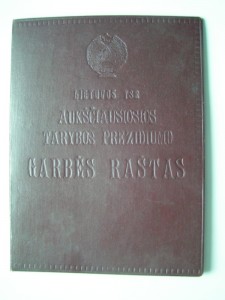 LIETUVOS TSR
AUKŠČIAUSIOSIOS
TARYBOS PREZIDIUMO
GARBĖS RAŠTAS